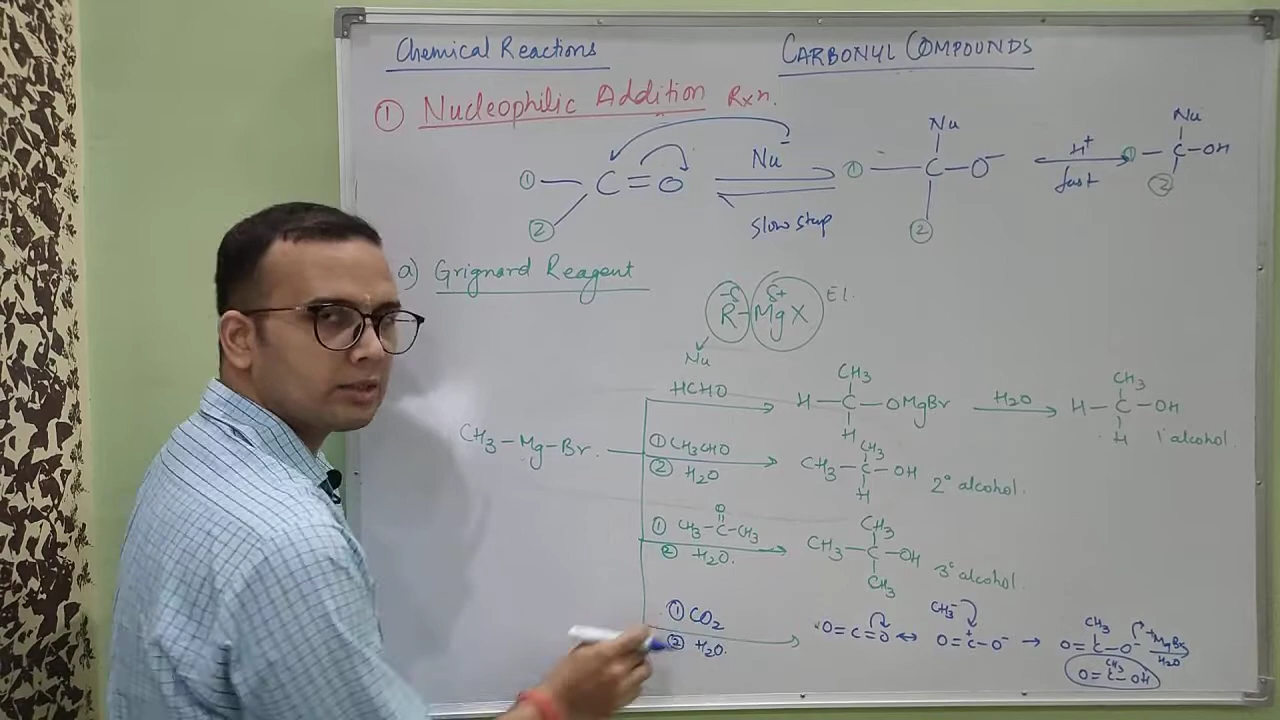 Chemical Reactions
CARBONYL COMPOUNDS
① Nucleophilic Addition Rxn.
① — C = O
②
Nu⁻
Slow step
Nu
① — C — O⁻
②
H⁺
fast
Nu
① — C — OH
②
a) Grignard Reagent
-δ δ+
R - MgX
El.
Nu
CH₃ - Mg - Br
HCHO
CH₃
H — C — OMgBr
H
H₂O
CH₃
H — C — OH
H
1° alcohol.
① CH₃CHO
② H₂O
CH₃
CH₃ — C — OH
H
2° alcohol.
O
① CH₃ — C — CH₃
② H₂O.
CH₃
CH₃ — C — OH
CH₃
3° alcohol.
① CO₂
② H₂O.
O = C = O ↔
CH₃⁻
O = C⁺ — O⁻ →
CH₃
O = C — O⁻
⁺MgBr
H₂O
CH₃
O = C — OH